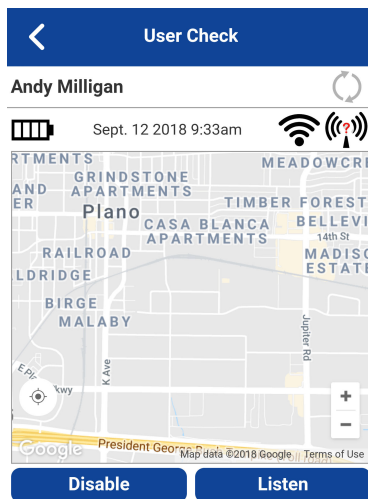 User Check
Andy Milligan
Sept. 12 2018 9:33am
?
RTMENTS
MEADOWCRE
GRINDSTONE
APARTMENTS
AND
ER
TIMBER FOREST
Plano
CASA BLANCA
APARTMENTS
BELLEVI
14th St
RAILROAD
MADISO
ESTATE
LDRIDGE
BIRGE
MALABY
Jupiter Rd
K Ave
kwy
+
−
Google
President George
Map data ©2018 Google
Terms of Use
Disable
Listen